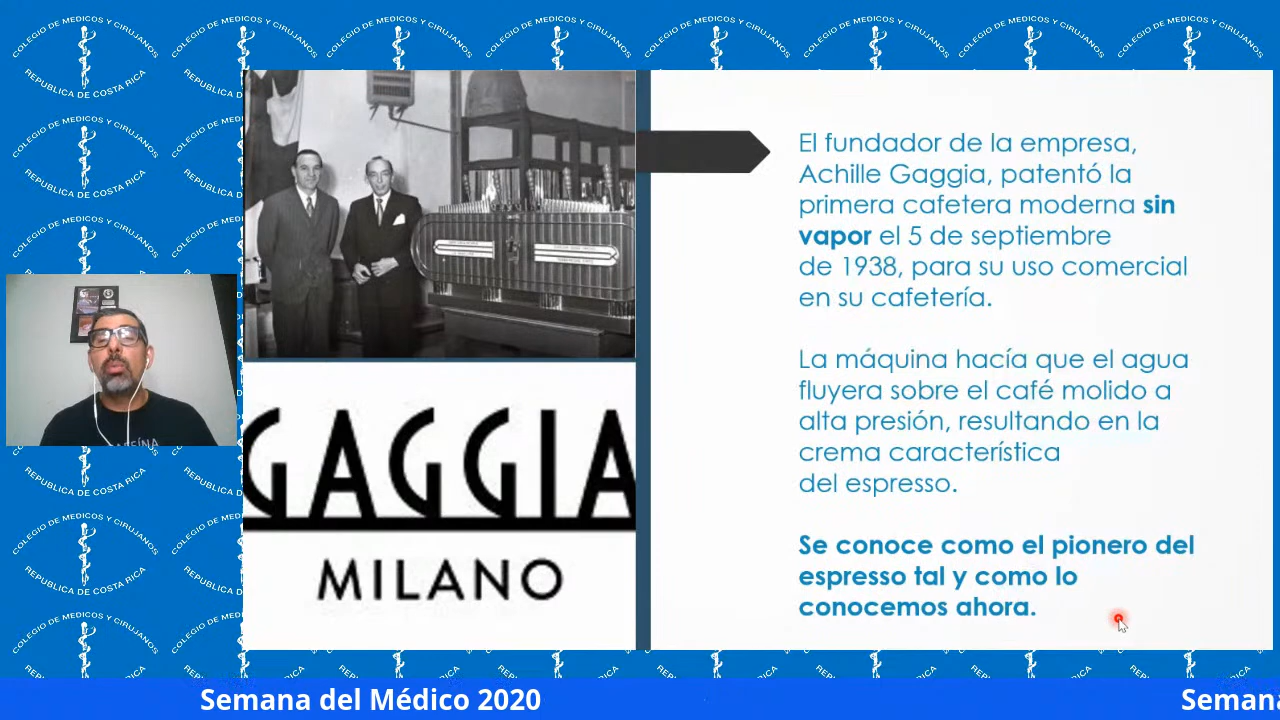 COLEGIO DE MEDICOS Y CIRUJANOS
REPUBLICA DE COSTA RICA
El fundador de la empresa,
Achille Gaggia, patentó la
primera cafetera moderna sin
vapor el 5 de septiembre
de 1938, para su uso comercial
en su cafetería.
La máquina hacía que el agua
fluyera sobre el café molido a
alta presión, resultando en la
crema característica
del espresso.
Se conoce como el pionero del
espresso tal y como lo
conocemos ahora.
GAGGIA
MILANO
Semana del Médico 2020